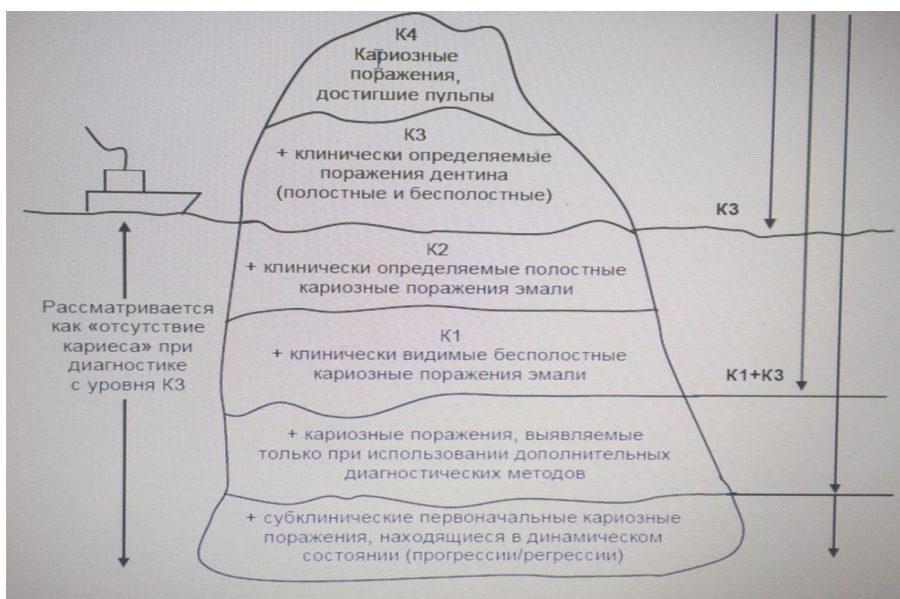 К4
Кариозные
поражения,
достигшие пульпы
К3
+ клинически определяемые
поражения дентина
(полостные и бесполостные)
К3
К2
+ клинически определяемые полостные
кариозные поражения эмали
Рассматривается
как «отсутствие
кариеса» при
диагностике
с уровня К3
К1
+ клинически видимые бесполостные
кариозные поражения эмали
К1+К3
+ кариозные поражения, выявляемые
только при использовании дополнительных
диагностических методов
+ субклинические первоначальные кариозные
поражения, находящиеся в динамическом
состоянии (прогрессии/регрессии)